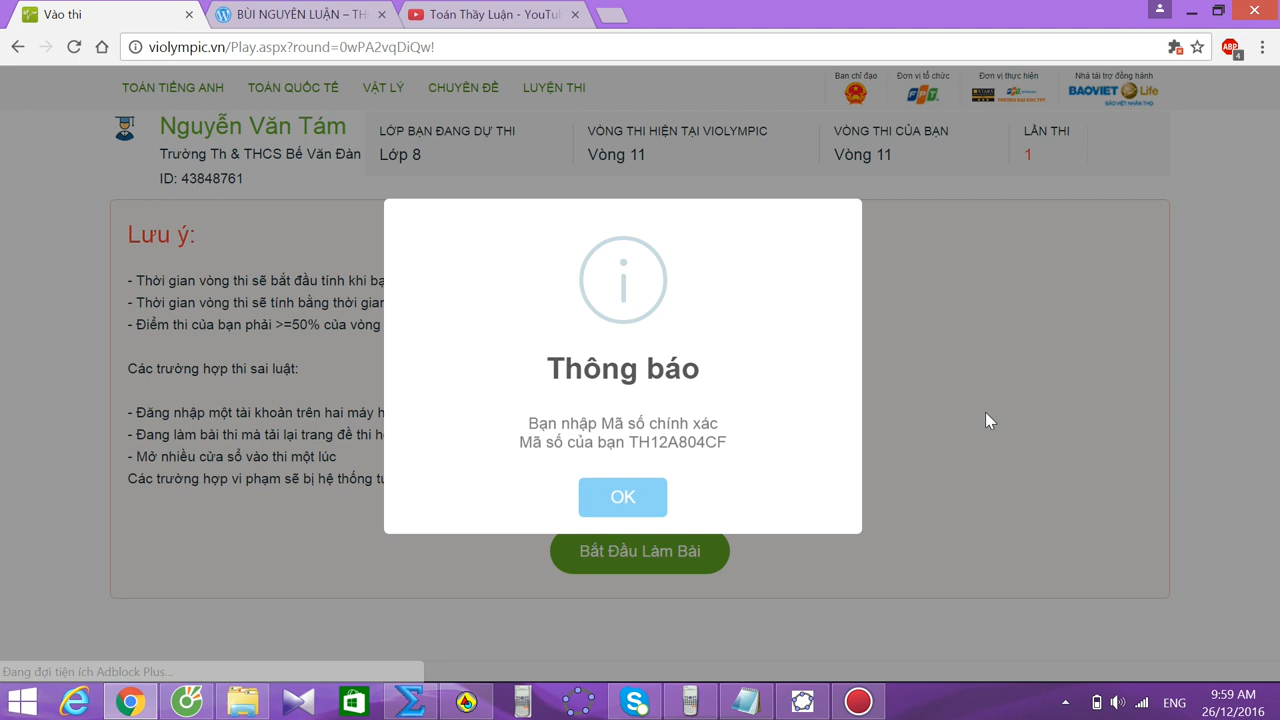 Vào thi
BÙI NGUYÊN LUẬN – TH
Toán Thầy Luận - YouTu
violympic.vn/Play.aspx?round=0wPA2vqDiQw!
ABP
4
TOÁN TIẾNG ANH
TOÁN QUỐC TẾ
VẬT LÝ
CHUYÊN ĐỀ
LUYỆN THI
Ban chỉ đạo
Đơn vị tổ chức
FPT
Đơn vị thực hiện
Nhà tài trợ đồng hành
BAOVIET Life
BẢO VIỆT NHÂN THỌ
Nguyễn Văn Tám
Trường Th & THCS Bế Văn Đàn
ID: 43848761
LỚP BẠN ĐANG DỰ THI
Lớp 8
VÒNG THI HIỆN TẠI VIOLYMPIC
Vòng 11
VÒNG THI CỦA BẠN
Vòng 11
LẦN THI
1
Lưu ý:
- Thời gian vòng thi sẽ bắt đầu tính khi bạ
- Thời gian vòng thi sẽ tính bằng thời gian
- Điểm thi của bạn phải >=50% của vòng
Các trường hợp thi sai luật:
- Đăng nhập một tài khoản trên hai máy h
- Đang làm bài thi mà tải lại trang đề thi h
- Mở nhiều cửa sổ vào thi một lúc
Các trường hợp vi phạm sẽ bị hệ thống tụ
Thông báo
Bạn nhập Mã số chính xác
Mã số của bạn TH12A804CF
OK
Bắt Đầu Làm Bài
Đang đợi tiện ích Adblock Plus...
ENG
9:59 AM
26/12/2016